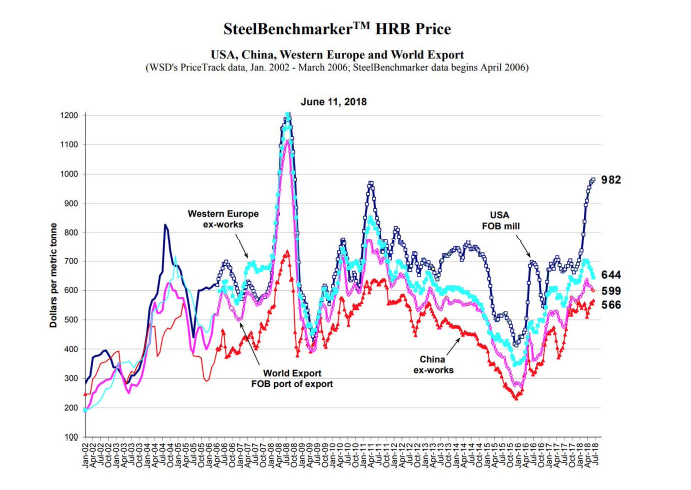 SteelBenchmarker™ HRB Price
USA, China, Western Europe and World Export
(WSD's PriceTrack data, Jan. 2002 - March 2006; SteelBenchmarker data begins April 2006)
June 11, 2018
Dollars per metric tonne
1200
1100
1000
900
800
700
600
500
400
300
200
100
Western Europe
ex-works
USA
FOB mill
World Export
FOB port of export
China
ex-works
982
644
599
566
Jan-02
Apr-02
Jul-02
Oct-02
Jan-03
Apr-03
Jul-03
Oct-03
Jan-04
Apr-04
Jul-04
Oct-04
Jan-05
Apr-05
Jul-05
Oct-05
Jan-06
Apr-06
Jul-06
Oct-06
Jan-07
Apr-07
Jul-07
Oct-07
Jan-08
Apr-08
Jul-08
Oct-08
Jan-09
Apr-09
Jul-09
Oct-09
Jan-10
Apr-10
Jul-10
Oct-10
Jan-11
Apr-11
Jul-11
Oct-11
Jan-12
Apr-12
Jul-12
Oct-12
Jan-13
Apr-13
Jul-13
Oct-13
Jan-14
Apr-14
Jul-14
Oct-14
Jan-15
Apr-15
Jul-15
Oct-15
Jan-16
Apr-16
Jul-16
Oct-16
Jan-17
Apr-17
Jul-17
Oct-17
Jan-18
Apr-18
Jul-18